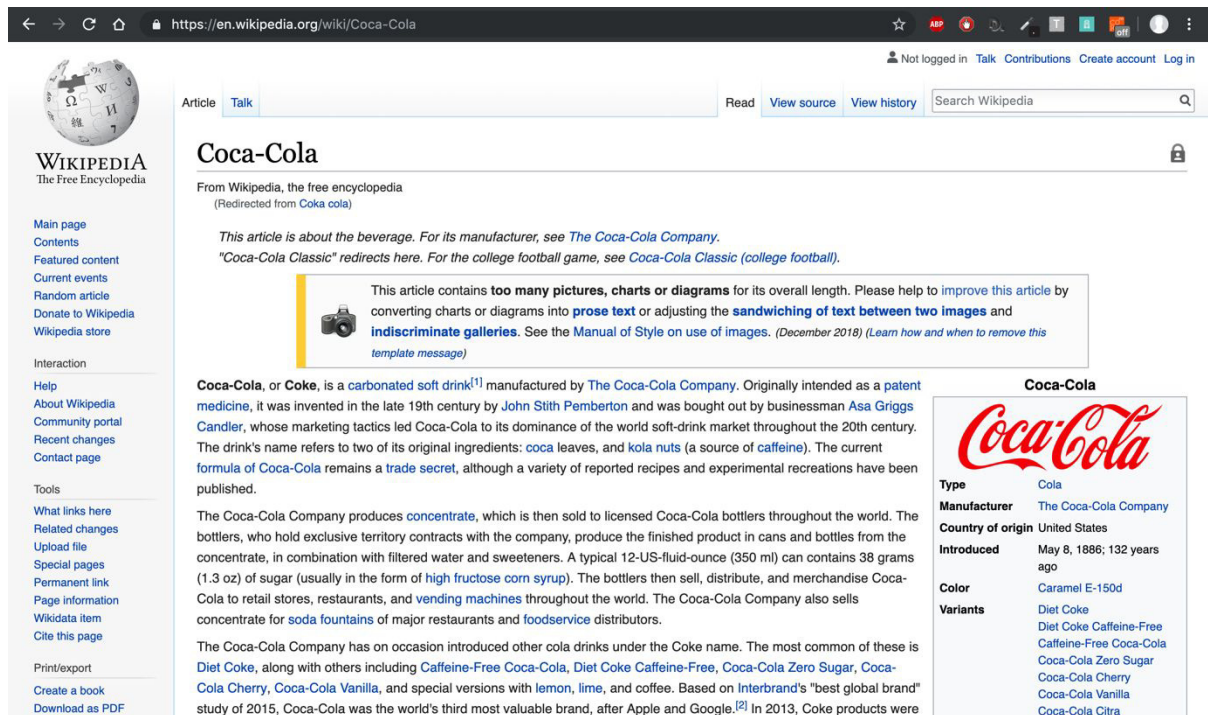 https://en.wikipedia.org/wiki/Coca-Cola
ABP
T
off
Not logged in Talk Contributions Create account Log in
Article Talk
Read View source View history Search Wikipedia
WIKIPEDIA
The Free Encyclopedia
Main page
Contents
Featured content
Current events
Random article
Donate to Wikipedia
Wikipedia store
Interaction
Help
About Wikipedia
Community portal
Recent changes
Contact page
Tools
What links here
Related changes
Upload file
Special pages
Permanent link
Page information
Wikidata item
Cite this page
Print/export
Create a book
Download as PDF
Coca-Cola
From Wikipedia, the free encyclopedia
(Redirected from Coka cola)
This article is about the beverage. For its manufacturer, see The Coca-Cola Company.
"Coca-Cola Classic" redirects here. For the college football game, see Coca-Cola Classic (college football).
This article contains too many pictures, charts or diagrams for its overall length. Please help to improve this article by
converting charts or diagrams into prose text or adjusting the sandwiching of text between two images and
indiscriminate galleries. See the Manual of Style on use of images. (December 2018) (Learn how and when to remove this
template message)
Coca-Cola, or Coke, is a carbonated soft drink[1] manufactured by The Coca-Cola Company. Originally intended as a patent
medicine, it was invented in the late 19th century by John Stith Pemberton and was bought out by businessman Asa Griggs
Candler, whose marketing tactics led Coca-Cola to its dominance of the world soft-drink market throughout the 20th century.
The drink's name refers to two of its original ingredients: coca leaves, and kola nuts (a source of caffeine). The current
formula of Coca-Cola remains a trade secret, although a variety of reported recipes and experimental recreations have been
published.
The Coca-Cola Company produces concentrate, which is then sold to licensed Coca-Cola bottlers throughout the world. The
bottlers, who hold exclusive territory contracts with the company, produce the finished product in cans and bottles from the
concentrate, in combination with filtered water and sweeteners. A typical 12-US-fluid-ounce (350 ml) can contains 38 grams
(1.3 oz) of sugar (usually in the form of high fructose corn syrup). The bottlers then sell, distribute, and merchandise Coca-
Cola to retail stores, restaurants, and vending machines throughout the world. The Coca-Cola Company also sells
concentrate for soda fountains of major restaurants and foodservice distributors.
The Coca-Cola Company has on occasion introduced other cola drinks under the Coke name. The most common of these is
Diet Coke, along with others including Caffeine-Free Coca-Cola, Diet Coke Caffeine-Free, Coca-Cola Zero Sugar, Coca-
Cola Cherry, Coca-Cola Vanilla, and special versions with lemon, lime, and coffee. Based on Interbrand's "best global brand"
study of 2015, Coca-Cola was the world's third most valuable brand, after Apple and Google.[2] In 2013, Coke products were
Coca-Cola
Coca-Cola
Type Cola
Manufacturer The Coca-Cola Company
Country of origin United States
Introduced May 8, 1886; 132 years
ago
Color Caramel E-150d
Variants Diet Coke
Diet Coke Caffeine-Free
Caffeine-Free Coca-Cola
Coca-Cola Zero Sugar
Coca-Cola Cherry
Coca-Cola Vanilla
Coca-Cola Citra